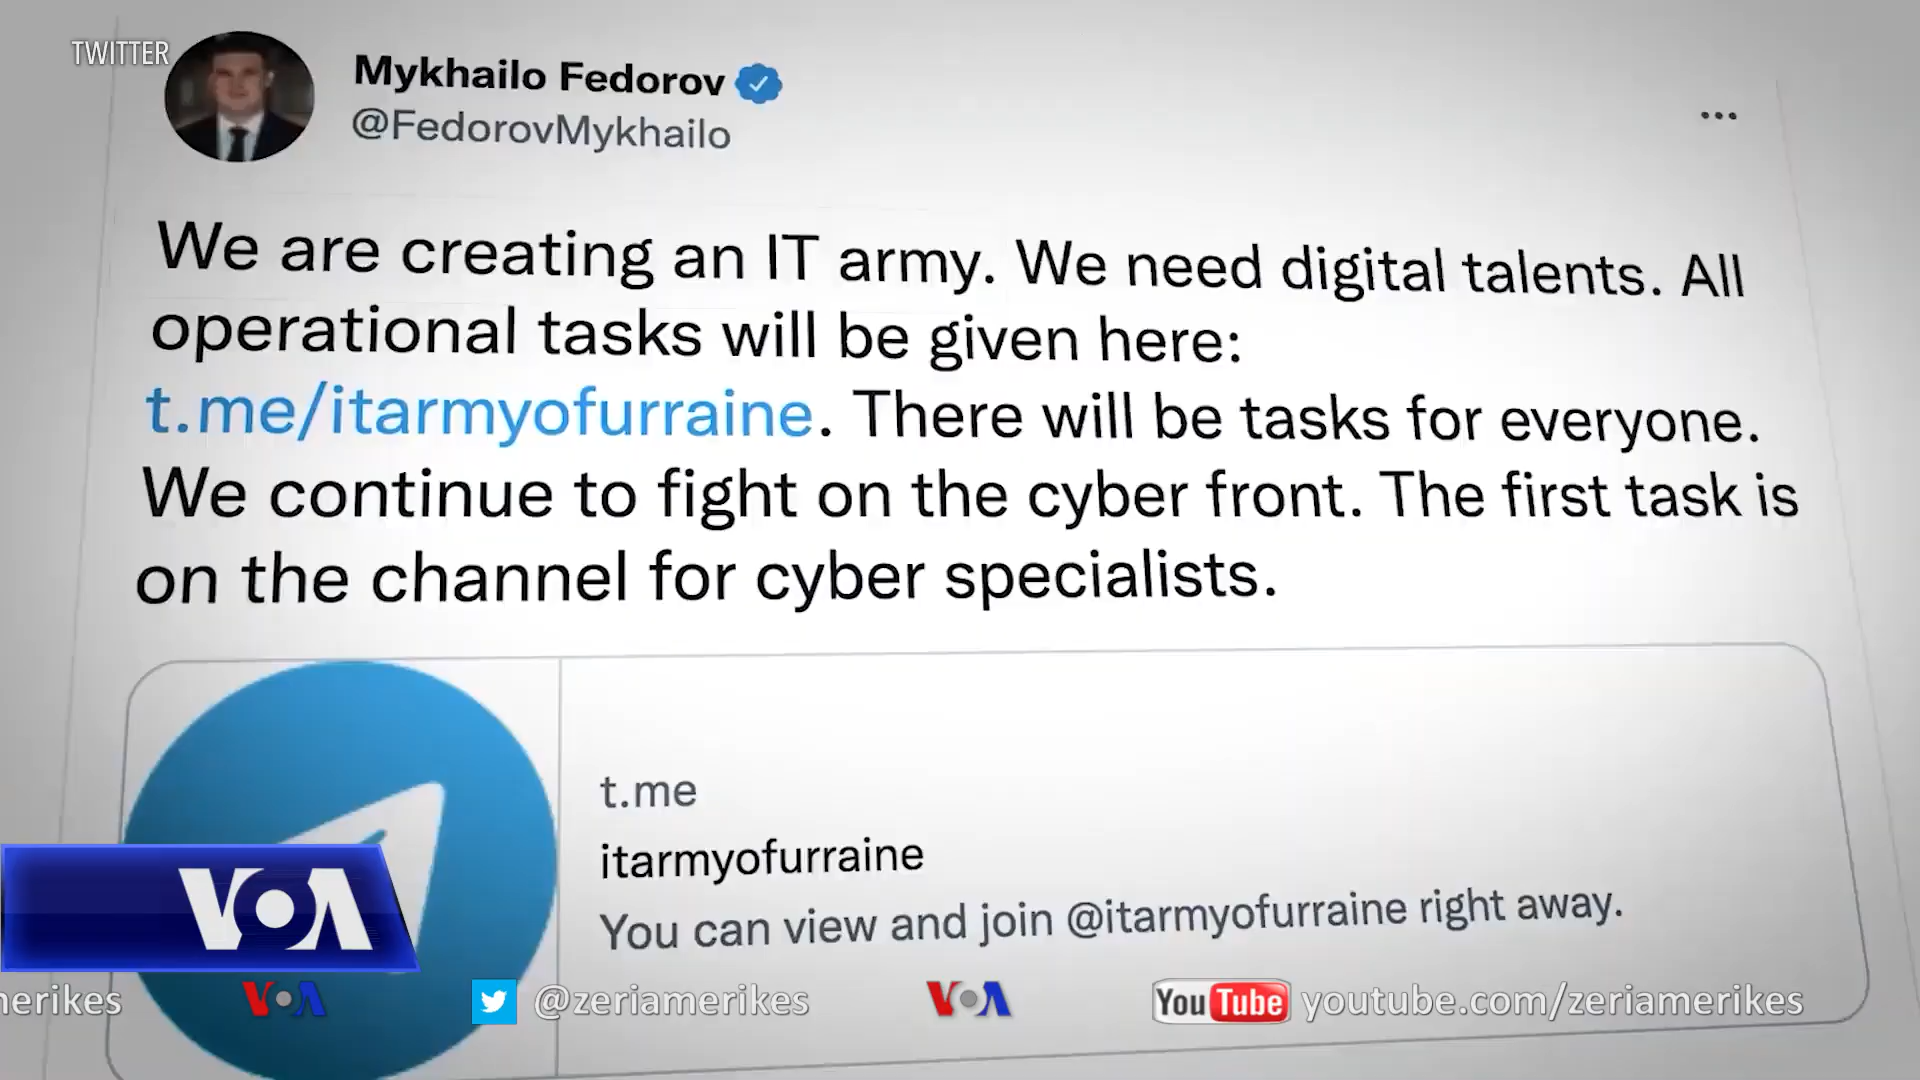 TWITTER
Mykhailo Fedorov
@FedorovMykhailo
We are creating an IT army. We need digital talents. All
operational tasks will be given here:
t.me/itarmyofurraine. There will be tasks for everyone.
We continue to fight on the cyber front. The first task is
on the channel for cyber specialists.
t.me
itarmyofurraine
You can view and join @itarmyofurraine right away.
VOA
nerikes VOA @zeriamerikes VOA YouTube youtube.com/zeriamerikes